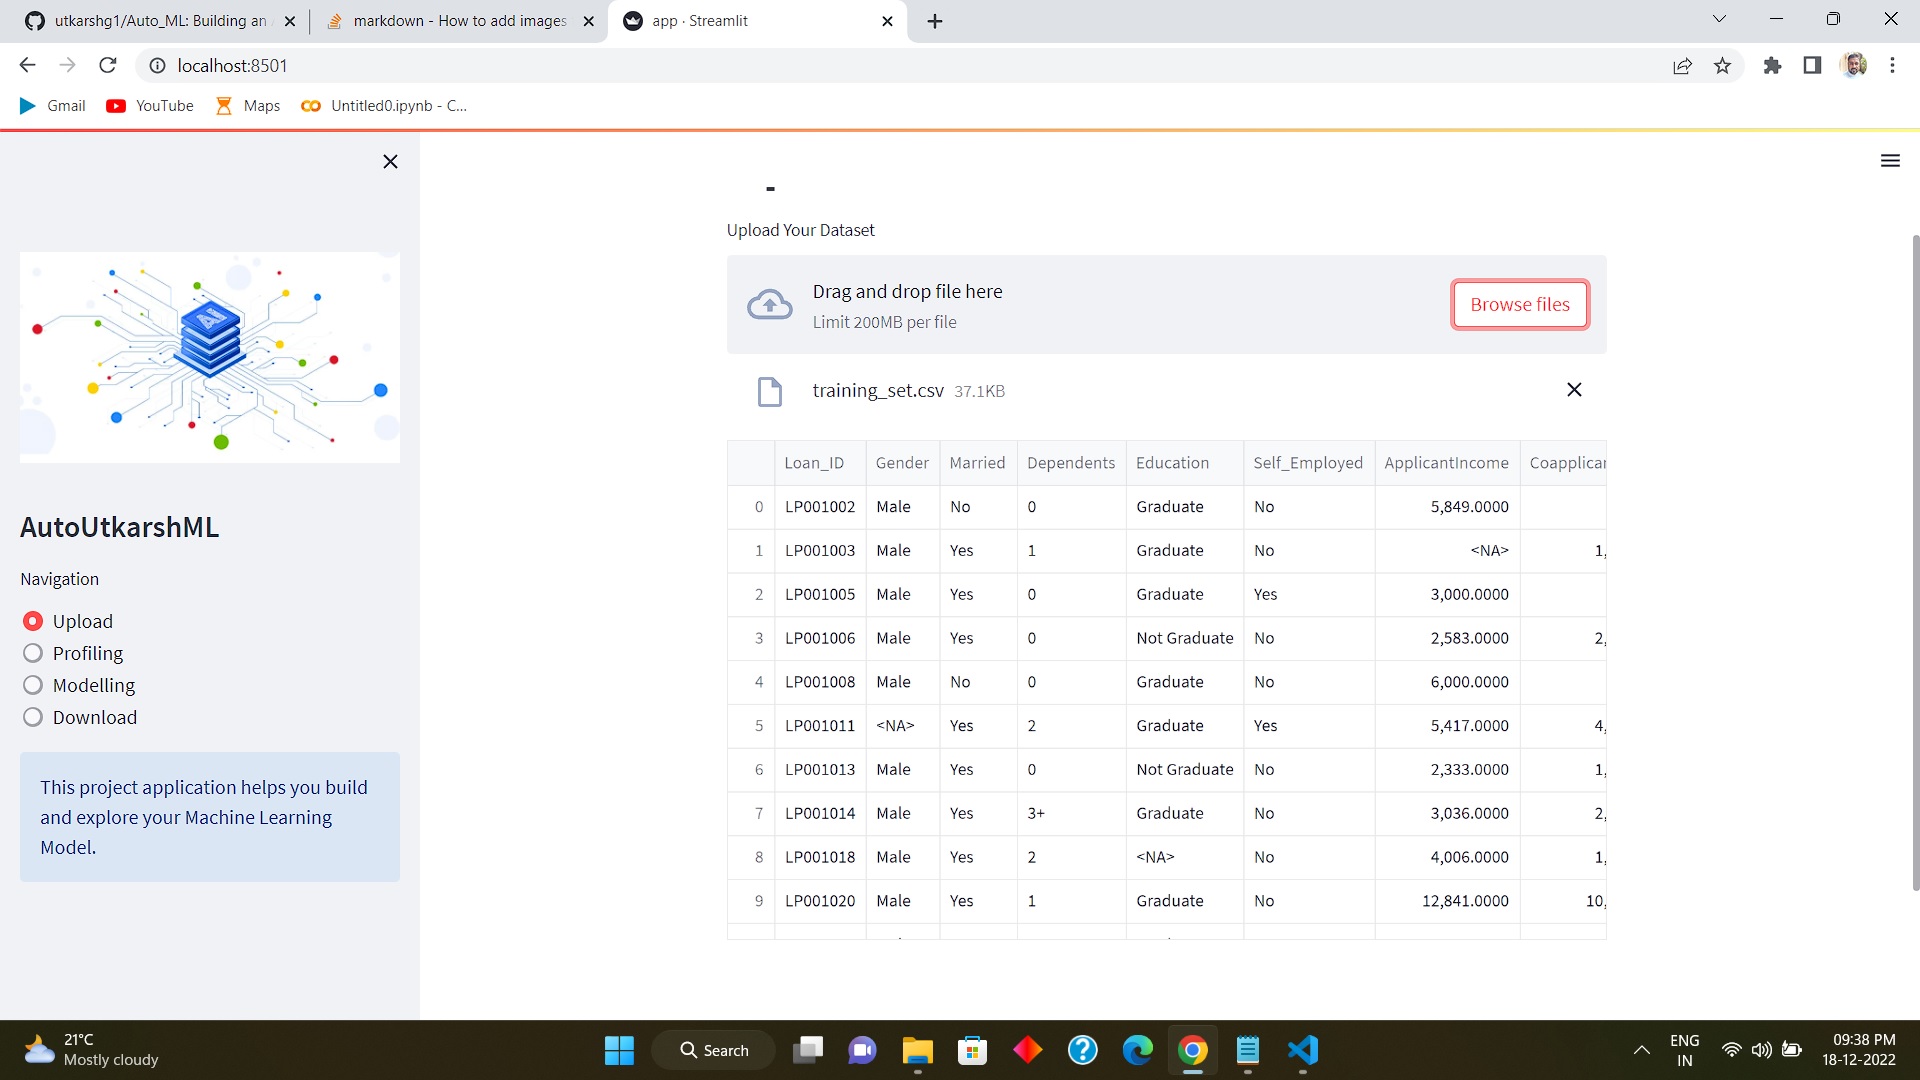 utkarshg1/Auto_ML: Building an
markdown - How to add images
app · Streamlit
localhost:8501
Gmail
YouTube
Maps
Untitled0.ipynb - C...
AI
AutoUtkarshML
Navigation
Upload
Profiling
Modelling
Download
This project application helps you build
and explore your Machine Learning
Model.
Upload Your Dataset
Drag and drop file here
Limit 200MB per file
Browse files
training_set.csv 37.1KB
Loan_ID Gender Married Dependents Education Self_Employed ApplicantIncome Coapplican
0 LP001002 Male No 0 Graduate No 5,849.0000
1 LP001003 Male Yes 1 Graduate No <NA> 1,
2 LP001005 Male Yes 0 Graduate Yes 3,000.0000
3 LP001006 Male Yes 0 Not Graduate No 2,583.0000 2,
4 LP001008 Male No 0 Graduate No 6,000.0000
5 LP001011 <NA> Yes 2 Graduate Yes 5,417.0000 4,
6 LP001013 Male Yes 0 Not Graduate No 2,333.0000 1,
7 LP001014 Male Yes 3+ Graduate No 3,036.0000 2,
8 LP001018 Male Yes 2 <NA> No 4,006.0000 1,
9 LP001020 Male Yes 1 Graduate No 12,841.0000 10,
21°C
Mostly cloudy
Search
ENG
IN
09:38 PM
18-12-2022